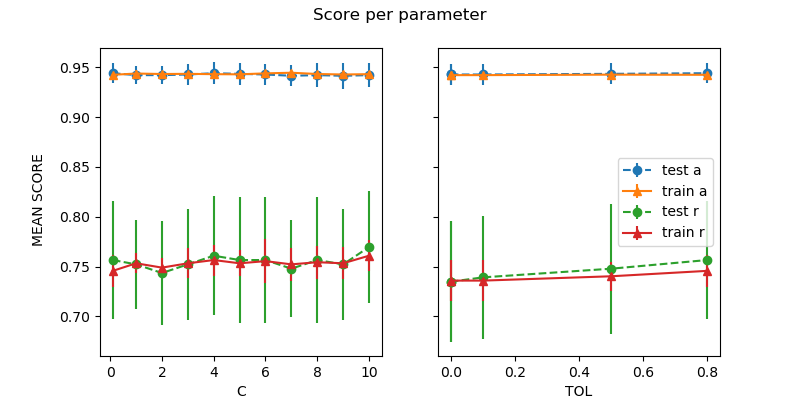 Score per parameter
MEAN SCORE
0.95
0.90
0.85
0.80
0.75
0.70
0 2 4 6 8 10
C
test a
train a
test r
train r
0.0 0.2 0.4 0.6 0.8
TOL